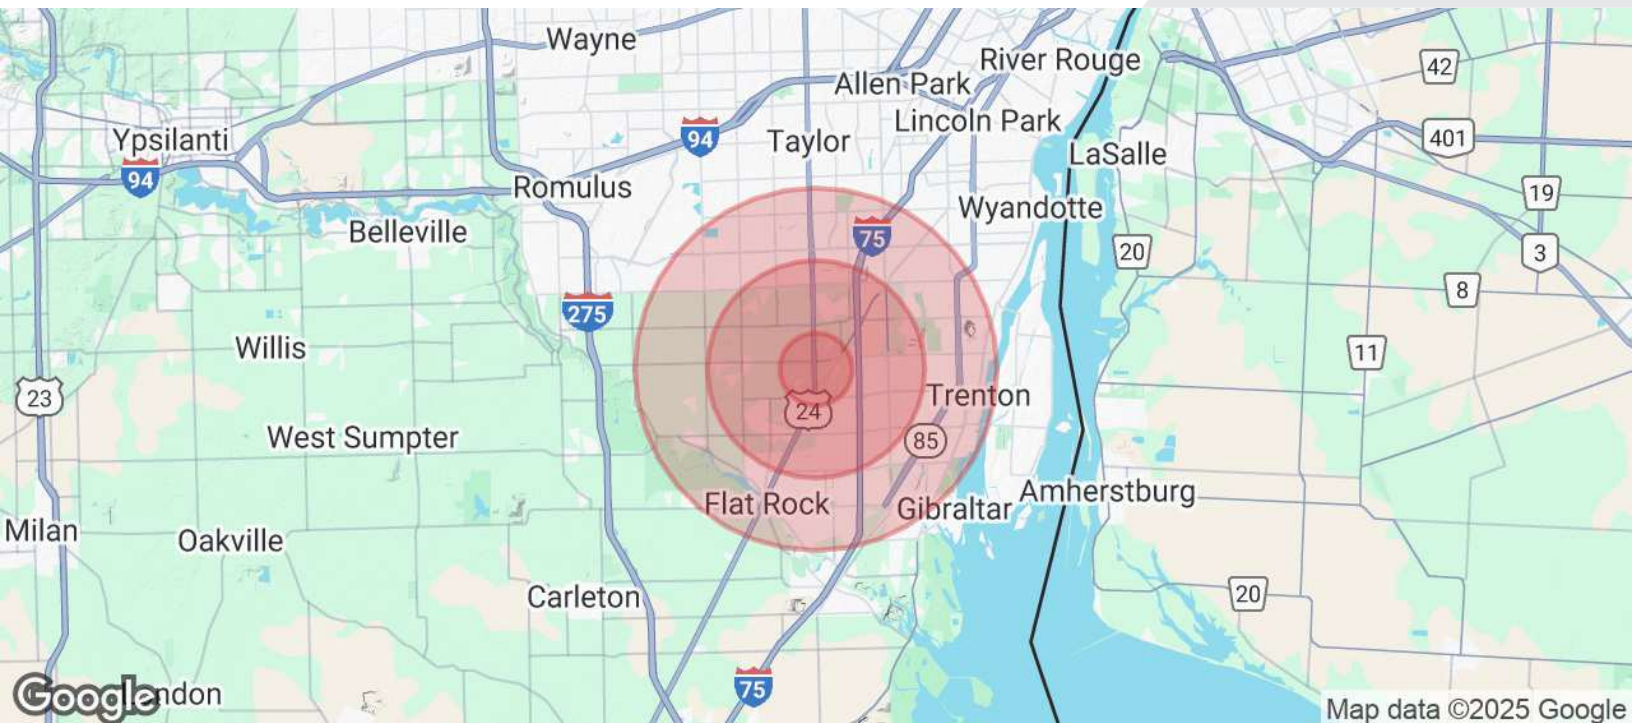 Wayne
River Rouge
42
Allen Park
Lincoln Park
94
Taylor
Ypsilanti
401
LaSalle
94
Romulus
19
Wyandotte
Belleville
75
20
3
8
275
Willis
11
23
Trenton
24
West Sumpter
85
Amherstburg
Flat Rock
Gibraltar
Milan
Oakville
Carleton
20
75
Google
Map data ©2025 Google